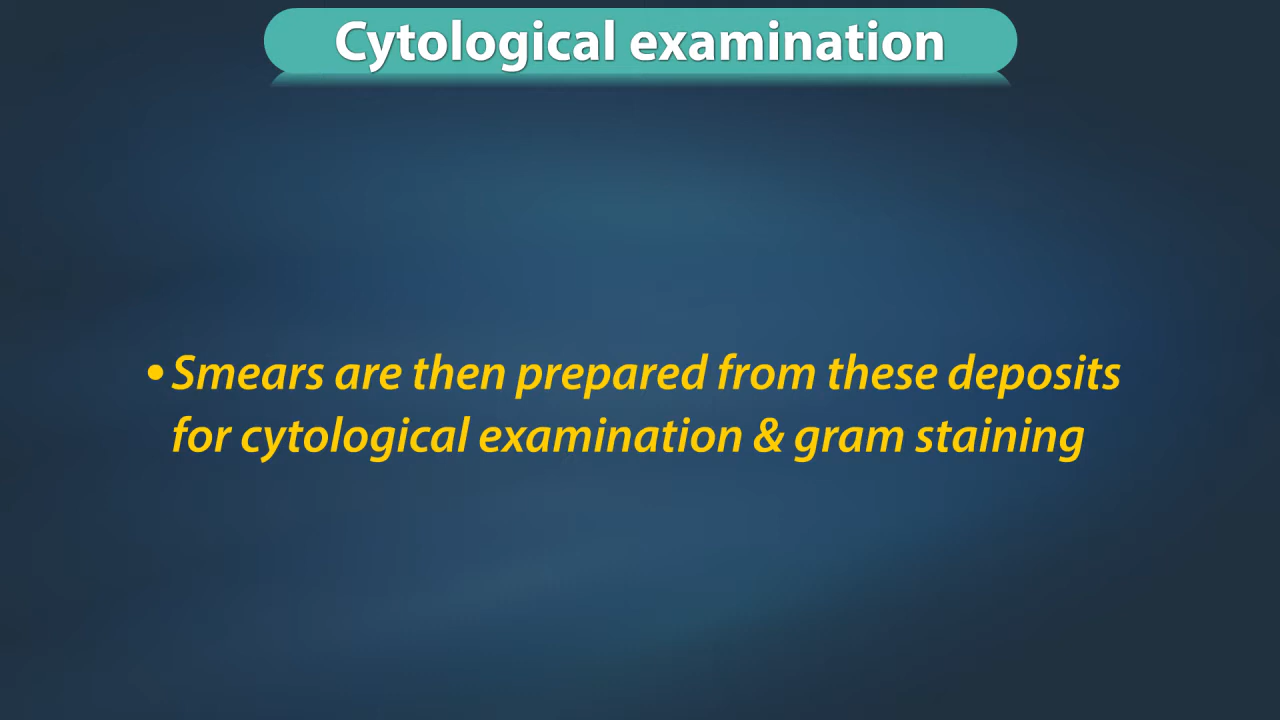 Cytological examination
• Smears are then prepared from these deposits
for cytological examination & gram staining